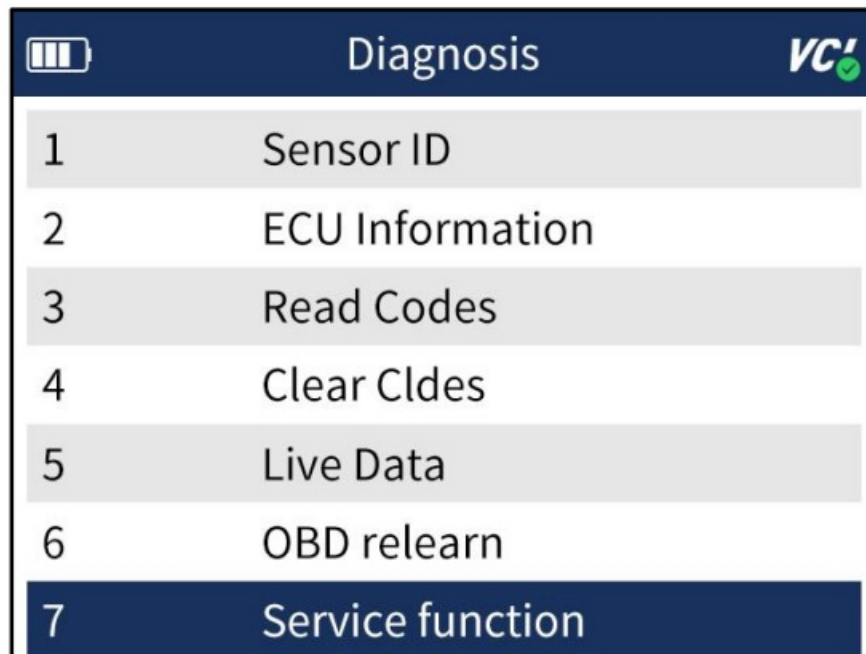 Diagnosis VCI
1 Sensor ID
2 ECU Information
3 Read Codes
4 Clear Cldes
5 Live Data
6 OBD relearn
7 Service function